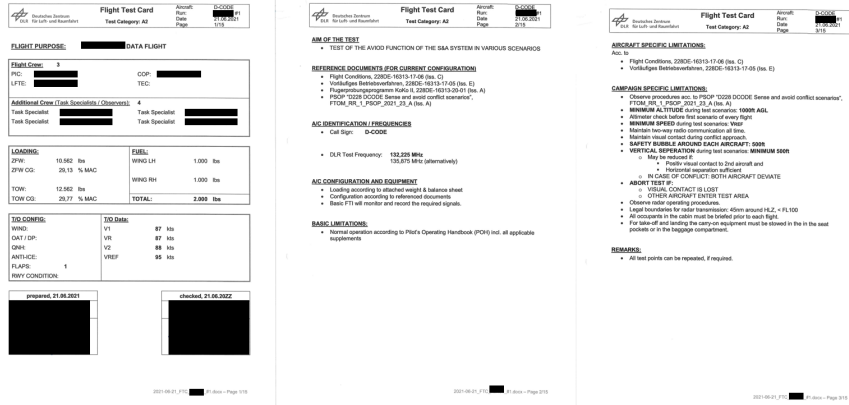 Deutsches Zentrum
DLR für Luft- und Raumfahrt
Flight Test Card
Test Category: A2
Aircraft: D-CODE
Run: #1
Date 21.06.2021
Page 1/15
FLIGHT PURPOSE: DATA FLIGHT
Flight Crew: 3
PIC: COP:
LFTE: TEC:
Additional Crew (Task Specialists / Observers): 4
Task Specialist Task Specialist
Task Specialist Task Specialist
LOADING: FUEL:
ZFW: 10.562 lbs WING LH 1.000 lbs
ZFW CG: 29,13 % MAC
WING RH 1.000 lbs
TOW: 12.562 lbs
TOW CG: 29,77 % MAC TOTAL: 2.000 lbs
T/O CONFIG: T/O Data:
WIND: V1 87 kts
OAT / DP: VR 87 kts
QNH: V2 88 kts
ANTI-ICE: VREF 95 kts
FLAPS: 1
RWY CONDITION:
prepared, 21.06.2021 checked, 21.06.20ZZ
2021-06-21_FTC_ _#1.docx – Page 1/15
Deutsches Zentrum
DLR für Luft- und Raumfahrt
Flight Test Card
Test Category: A2
Aircraft: D-CODE
Run: #1
Date 21.06.2021
Page 2/15
AIM OF THE TEST
• TEST OF THE AVIOD FUNCTION OF THE S&A SYSTEM IN VARIOUS SCENARIOS
REFERENCE DOCUMENTS (FOR CURRENT CONFIGURATION)
• Flight Conditions, 228DE-16313-17-06 (Iss. C)
• Vorläufiges Betriebsverfahren, 228DE-16313-17-05 (Iss. E)
• Flugerprobungsprogramm KoKo II, 228DE-16313-20-01 (Iss. A)
• PSOP "D228 DCODE Sense and avoid conflict scenarios",
FTOM_RR_1_PSOP_2021_23_A (Iss. A)
A/C IDENTIFICATION / FREQUENCIES
• Call Sign: D-CODE
• DLR Test Frequency: 132,225 MHz
135,875 MHz (alternatively)
A/C CONFIGURATION AND EQUIPMENT
• Loading according to attached weight & balance sheet
• Configuration according to referenced documents
• Basic FTI will monitor and record the required signals.
BASIC LIMITATIONS:
• Normal operation according to Pilot's Operating Handbook (POH) incl. all applicable
supplements
2021-06-21_FTC_ _#1.docx – Page 2/15
Deutsches Zentrum
DLR für Luft- und Raumfahrt
Flight Test Card
Test Category: A2
Aircraft: D-CODE
Run: #1
Date 21.06.2021
Page 3/15
AIRCRAFT SPECIFIC LIMITATIONS:
Acc. to
• Flight Conditions, 228DE-16313-17-06 (Iss. C)
• Vorläufiges Betriebsverfahren, 228DE-16313-17-05 (Iss. E)
CAMPAIGN SPECIFIC LIMITATIONS:
• Observe procedures acc. to PSOP "D228 DCODE Sense and avoid conflict scenarios",
FTOM_RR_1_PSOP_2021_23_A (Iss. A)
• MINIMUM ALTITUDE during test scenarios: 1000ft AGL
• Altimeter check before first scenario of every flight
• MINIMUM SPEED during test scenarios: VREF
• Maintain two-way radio communication all time.
• Maintain visual contact during conflict approach.
• SAFETY BUBBLE AROUND EACH AIRCRAFT: 500ft
• VERTICAL SEPERATION during test scenarios: MINIMUM 500ft
o May be reduced if:
• Positiv visual contact to 2nd aircraft and
• Horizontal separation sufficient
o IN CASE OF CONFLICT: BOTH AIRCRAFT DEVIATE
• ABORT TEST IF:
o VISUAL CONTACT IS LOST
o OTHER AIRCRAFT ENTER TEST AREA
• Observe radar operating procedures.
• Legal boundaries for radar transmission: 45nm around HLZ, < FL100
• All occupants in the cabin must be briefed prior to each flight.
• For take-off and landing the carry-on equipment must be stowed in the in the seat
pockets or in the baggage compartment.
REMARKS:
• All test points can be repeated, if required.
2021-06-21_FTC_ _#1.docx – Page 3/15